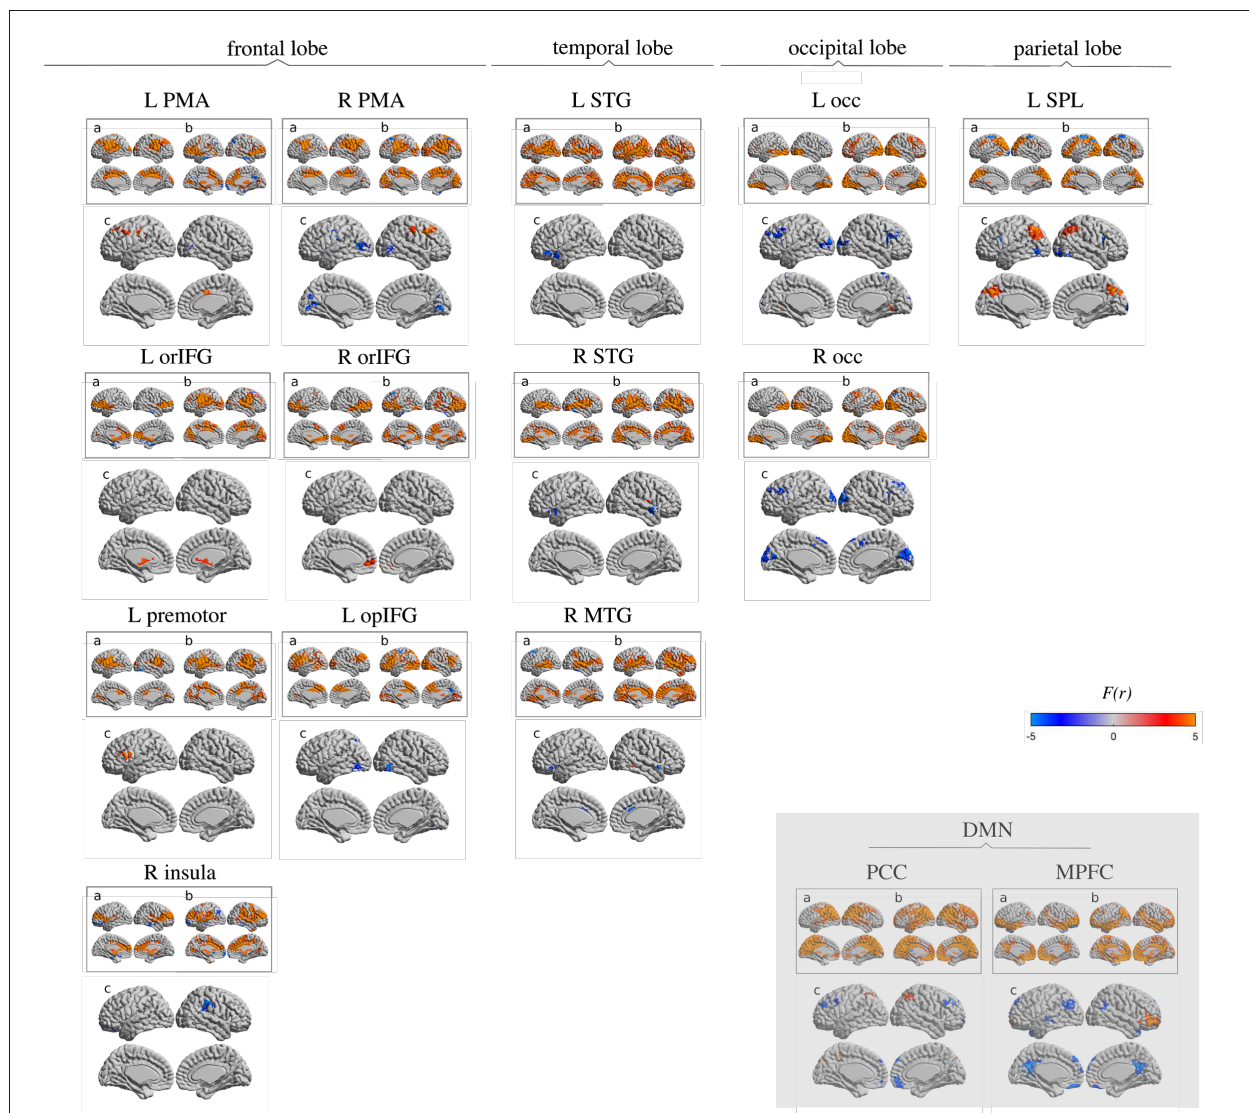 frontal lobe temporal lobe occipital lobe parietal lobe
L PMA R PMA L STG L occ L SPL
a b a b a b a b a b
c c c c c
L orIFG R orIFG R STG R occ
a b a b a b a b
c c c c
L premotor L opIFG R MTG
a b a b a b
c c c
F(r)
-5 0 5
DMN
R insula PCC MPFC
a b a b a b
c c c